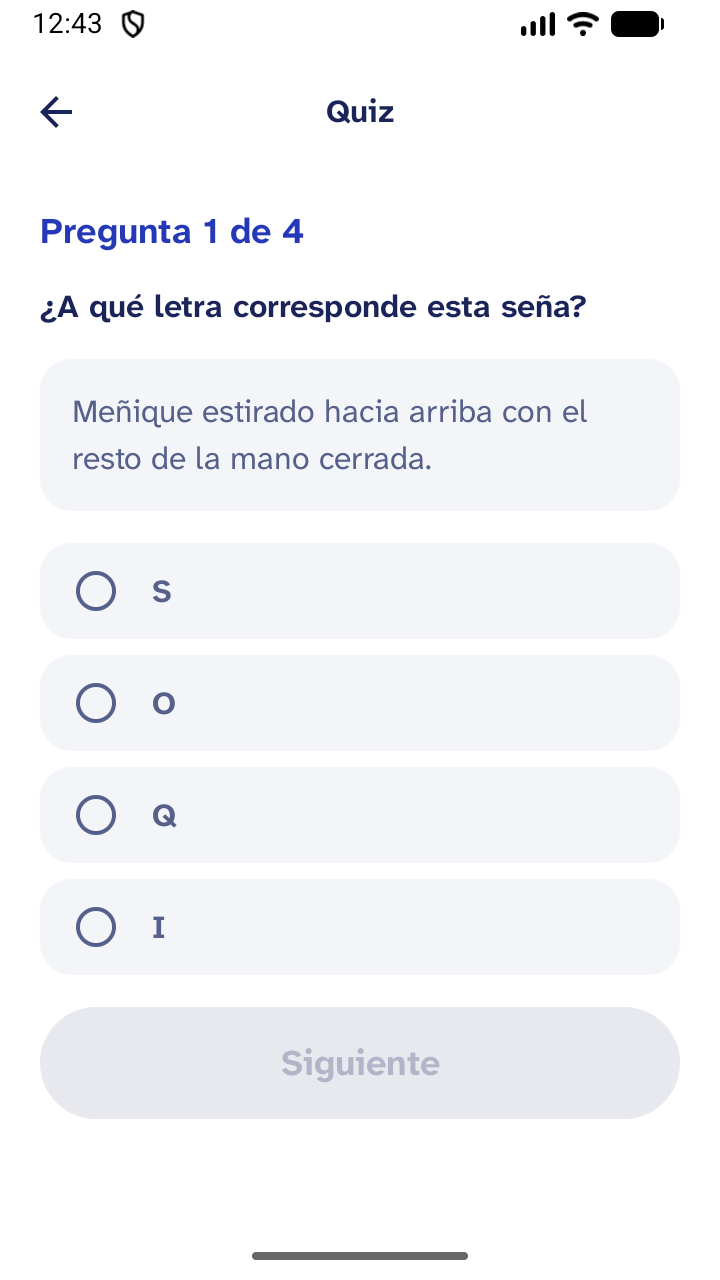 12:43
Quiz
Pregunta 1 de 4
¿A qué letra corresponde esta seña?
Meñique estirado hacia arriba con el
resto de la mano cerrada.
S
O
Q
I
Siguiente